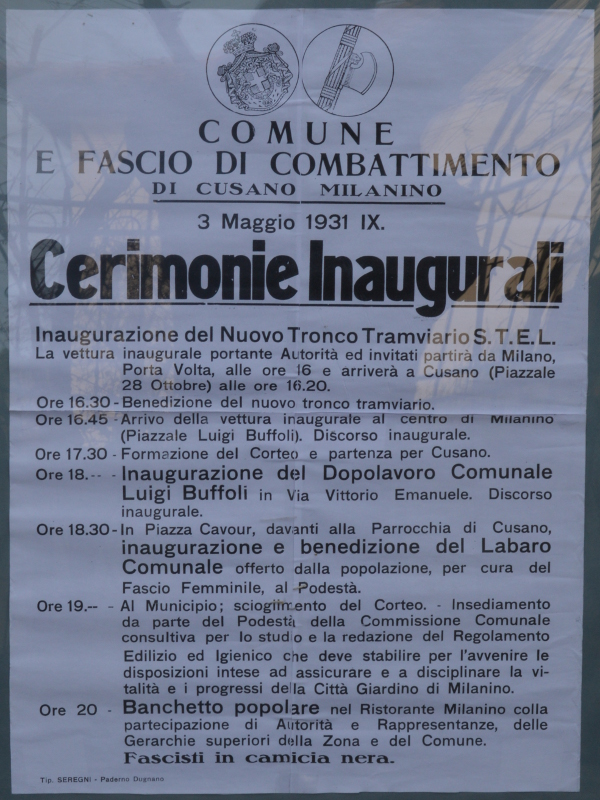 COMUNE
E FASCIO DI COMBATTIMENTO
DI CUSANO MILANINO
3 Maggio 1931 IX.
Cerimonie Inaugurali
Inaugurazione del Nuovo Tronco Tramviario S.T.E.L.
La vettura inaugurale portante Autorità ed invitati partirà da Milano,
Porta Volta, alle ore 16 e arriverà a Cusano (Piazzale
28 Ottobre) alle ore 16.20.
Ore 16.30 - Benedizione del nuovo tronco tramviario.
Ore 16.45 - Arrivo della vettura inaugurale al centro di Milanino
(Piazzale Luigi Buffoli). Discorso inaugurale.
Ore 17.30 - Formazione del Corteo e partenza per Cusano.
Ore 18.-- - Inaugurazione del Dopolavoro Comunale
Luigi Buffoli in Via Vittorio Emanuele. Discorso
inaugurale.
Ore 18.30 - In Piazza Cavour, davanti alla Parrocchia di Cusano,
inaugurazione e benedizione del Labaro
Comunale offerto dalla popolazione, per cura del
Fascio Femminile, al Podestà.
Ore 19.-- - Al Municipio; scioglimento del Corteo. - Insediamento
da parte del Podestà della Commissione Comunale
consultiva per lo studio e la redazione del Regolamento
Edilizio ed Igienico che deve stabilire per l'avvenire le
disposizioni intese ad assicurare e a disciplinare la vi-
talità e i progressi della Città Giardino di Milanino.
Ore 20 - Banchetto popolare nel Ristorante Milanino colla
partecipazione di Autorità e Rappresentanze, delle
Gerarchie superiori della Zona e del Comune.
Fascisti in camicia nera.
Tip. SEREGNI - Paderno Dugnano